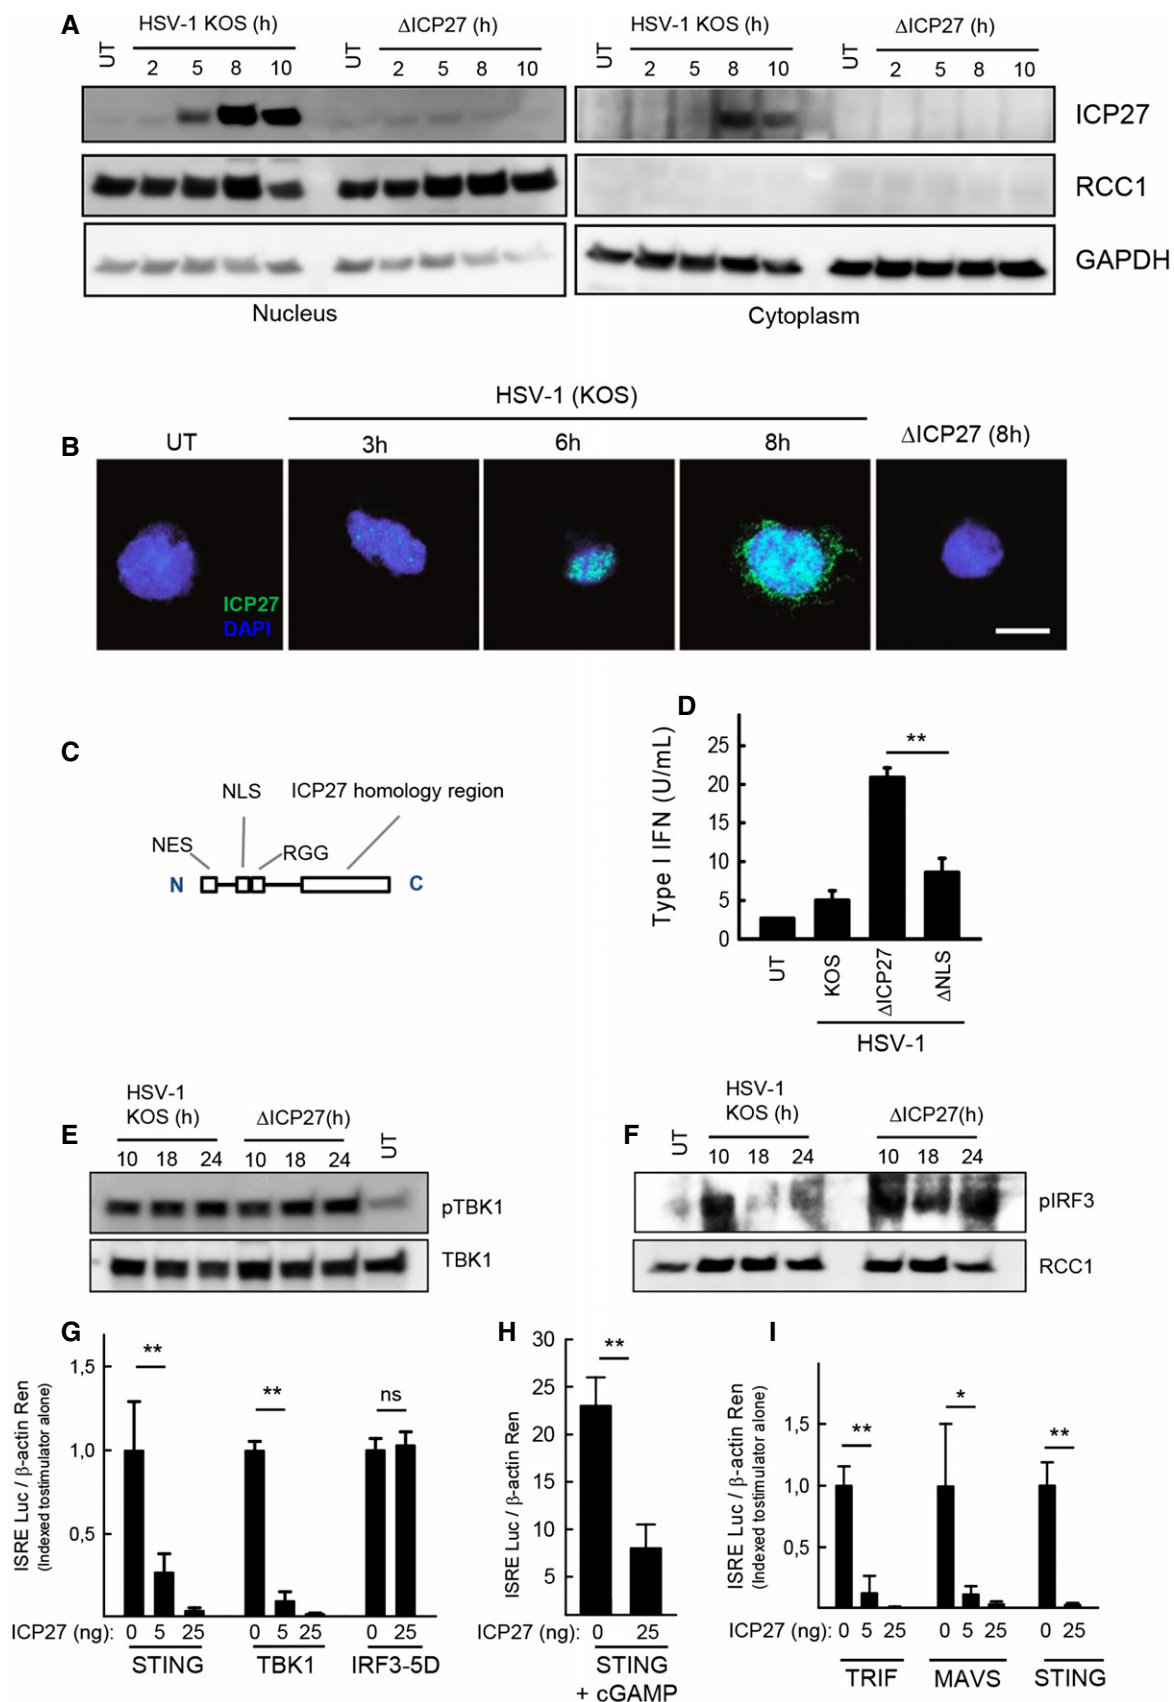 A
HSV-1 KOS (h) ΔICP27 (h) HSV-1 KOS (h) ΔICP27 (h)
UT 2 5 8 10 UT 2 5 8 10 UT 2 5 8 10 UT 2 5 8 10
ICP27
RCC1
GAPDH
Nucleus Cytoplasm
HSV-1 (KOS)
B UT 3h 6h 8h ΔICP27 (8h)
ICP27
DAPI
C
NLS ICP27 homology region
NES RGG
N C
D
Type I IFN (U/mL)
25
20
15
10
5
0
**
UT KOS ΔICP27 ΔNLS
HSV-1
E
HSV-1
KOS (h) ΔICP27(h)
10 18 24 10 18 24 UT
pTBK1
TBK1
F
HSV-1
KOS (h) ΔICP27(h)
UT 10 18 24 10 18 24
pIRF3
RCC1
G
ISRE Luc / β-actin Ren
(Indexed tostimulator alone)
1,5
1,0
0,5
** ** ns
ICP27 (ng): 0 5 25 0 5 25 0 25
STING TBK1 IRF3-5D
H
ISRE Luc / β-actin Ren
30
25
20
15
10
5
**
0 25
STING
+ cGAMP
I
ISRE Luc / β-actin Ren
(Indexed tostimulator alone)
1,5
1,0
0,5
** * **
ICP27 (ng): 0 5 25 0 5 25 0 25
TRIF MAVS STING